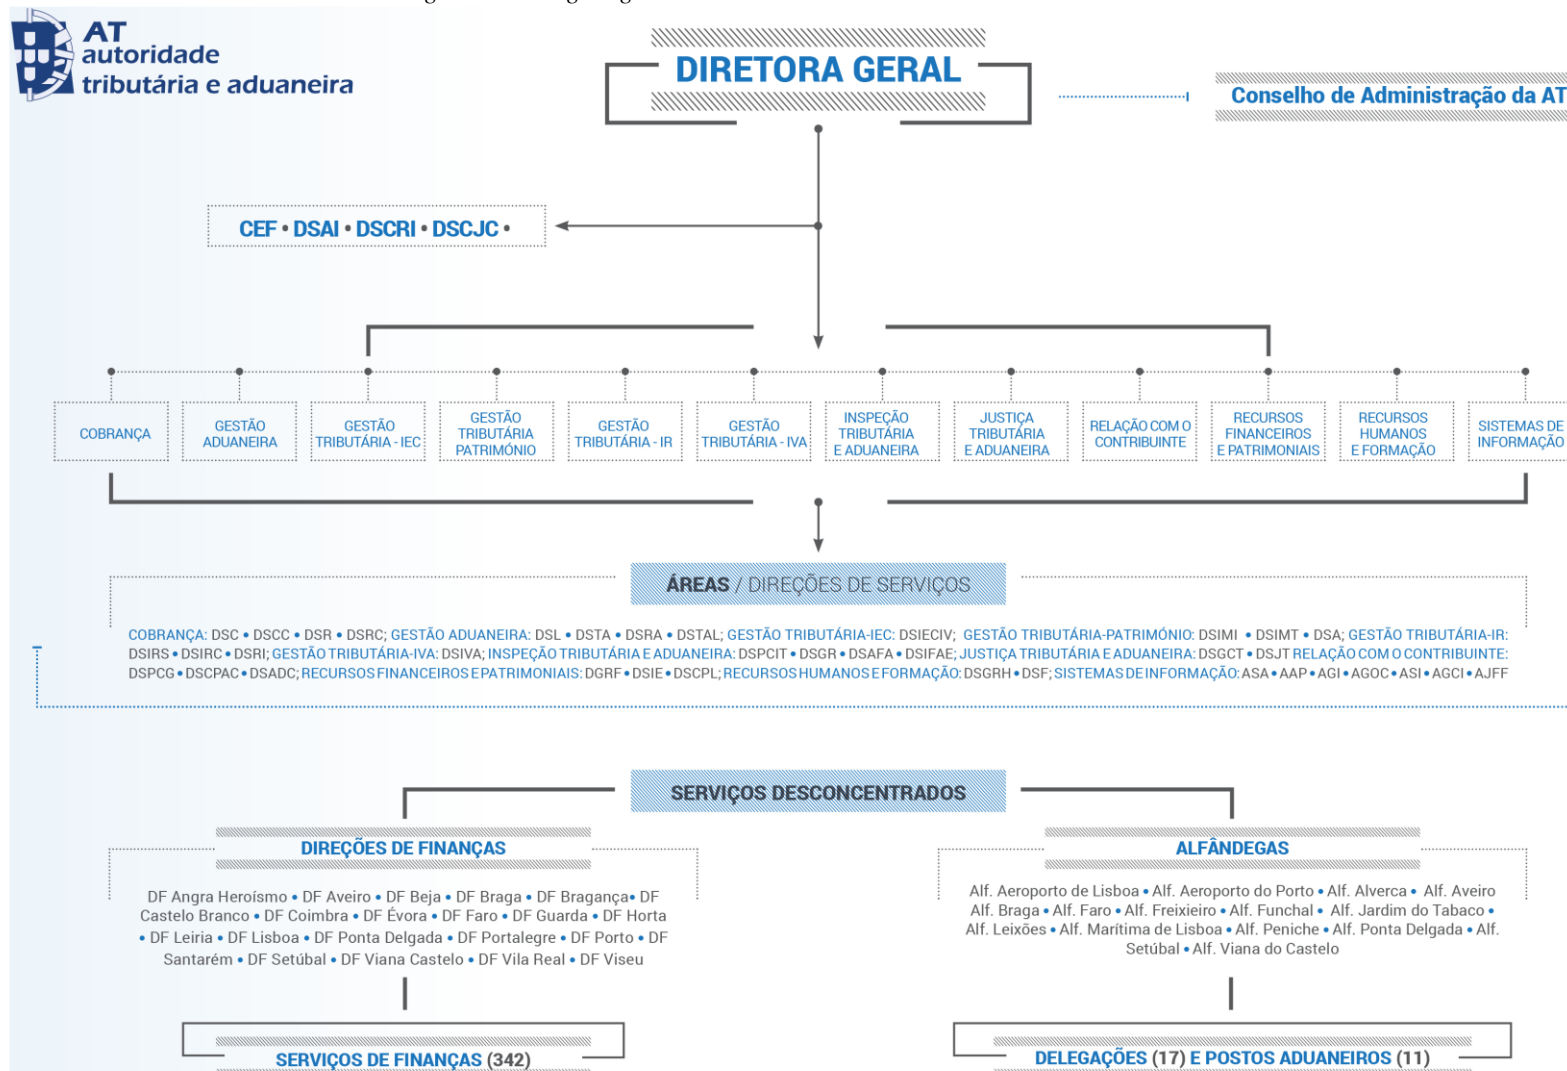 AT
autoridade
tributária e aduaneira
DIRETORA GERAL
Conselho de Administração da AT
CEF • DSAI • DSCRI • DSCJC •
COBRANÇA
GESTÃO
ADUANEIRA
GESTÃO
TRIBUTÁRIA - IEC
GESTÃO
TRIBUTÁRIA
PATRIMÓNIO
GESTÃO
TRIBUTÁRIA - IR
GESTÃO
TRIBUTÁRIA - IVA
INSPEÇÃO
TRIBUTÁRIA
E ADUANEIRA
JUSTIÇA
TRIBUTÁRIA
E ADUANEIRA
RELAÇÃO COM O
CONTRIBUINTE
RECURSOS
FINANCEIROS
E PATRIMONIAIS
RECURSOS
HUMANOS
E FORMAÇÃO
SISTEMAS DE
INFORMAÇÃO
ÁREAS / DIREÇÕES DE SERVIÇOS
COBRANÇA: DSC • DSCC • DSR • DSRC; GESTÃO ADUANEIRA: DSL • DSTA • DSRA • DSTAL; GESTÃO TRIBUTÁRIA-IEC: DSIECIV; GESTÃO TRIBUTÁRIA-PATRIMÓNIO: DSIMI • DSIMT • DSA; GESTÃO TRIBUTÁRIA-IR:
DSIRS • DSIRC • DSRI; GESTÃO TRIBUTÁRIA-IVA: DSIVA; INSPEÇÃO TRIBUTÁRIA E ADUANEIRA: DSPCIT • DSGR • DSAFA • DSIFAE; JUSTIÇA TRIBUTÁRIA E ADUANEIRA: DSGCT • DSJT RELAÇÃO COM O CONTRIBUINTE:
DSPCG • DSCPAC • DSADC; RECURSOS FINANCEIROS E PATRIMONIAIS: DGRF • DSIE • DSCPL; RECURSOS HUMANOS E FORMAÇÃO: DSGRH • DSF; SISTEMAS DE INFORMAÇÃO: ASA • AAP • AGI • AGOC • ASI • AGCI • AJFF
SERVIÇOS DESCONCENTRADOS
DIREÇÕES DE FINANÇAS
DF Angra Heroísmo • DF Aveiro • DF Beja • DF Braga • DF Bragança• DF
Castelo Branco • DF Coimbra • DF Évora • DF Faro • DF Guarda • DF Horta
• DF Leiria • DF Lisboa • DF Ponta Delgada • DF Portalegre • DF Porto • DF
Santarém • DF Setúbal • DF Viana Castelo • DF Vila Real • DF Viseu
SERVIÇOS DE FINANÇAS (342)
ALFÂNDEGAS
Alf. Aeroporto de Lisboa • Alf. Aeroporto do Porto • Alf. Alverca • Alf. Aveiro
Alf. Braga • Alf. Faro • Alf. Freixieiro • Alf. Funchal • Alf. Jardim do Tabaco •
Alf. Leixões • Alf. Marítima de Lisboa • Alf. Peniche • Alf. Ponta Delgada • Alf.
Setúbal • Alf. Viana do Castelo
DELEGAÇÕES (17) E POSTOS ADUANEIROS (11)